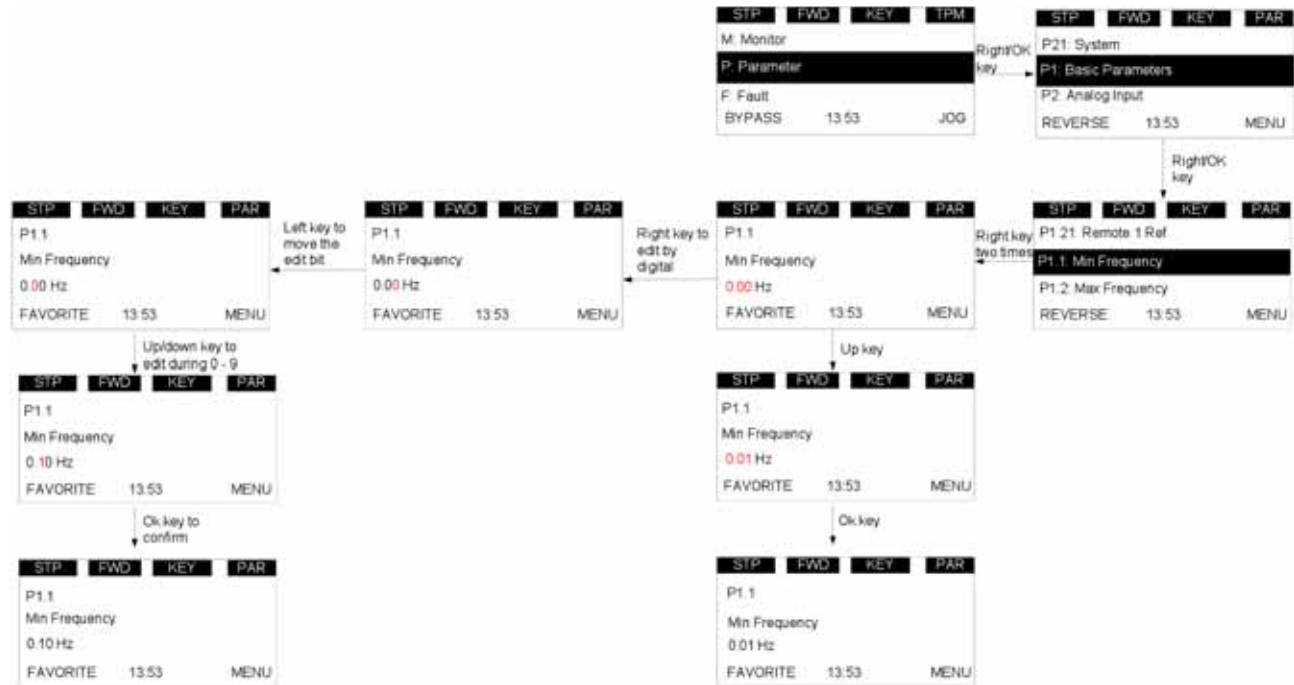 STP FWD KEY TPM
M: Monitor
P: Parameter
F: Fault
BYPASS 13:53 JOG
Right/OK
key
STP FWD KEY PAR
P21: System
P1: Basic Parameters
P2: Analog Input
REVERSE 13:53 MENU
Right/OK
key
STP FWD KEY PAR
P1.21: Remote 1 Ref
P1.1: Min Frequency
P1.2: Max Frequency
REVERSE 13:53 MENU
Right key
two times
STP FWD KEY PAR
P1.1
Min Frequency
0.00 Hz
FAVORITE 13:53 MENU
Right key to
edit by
digital
STP FWD KEY PAR
P1.1
Min Frequency
0.00 Hz
FAVORITE 13:53 MENU
Left key to
move the
edit bit
STP FWD KEY PAR
P1.1
Min Frequency
0.00 Hz
FAVORITE 13:53 MENU
Up/down key to
edit during 0 - 9
STP FWD KEY PAR
P1.1
Min Frequency
0.10 Hz
FAVORITE 13:53 MENU
Ok key to
confirm
STP FWD KEY PAR
P1.1
Min Frequency
0.10 Hz
FAVORITE 13:53 MENU
Up key
STP FWD KEY PAR
P1.1
Min Frequency
0.01 Hz
FAVORITE 13:53 MENU
Ok key
STP FWD KEY PAR
P1.1
Min Frequency
0.01 Hz
FAVORITE 13:53 MENU